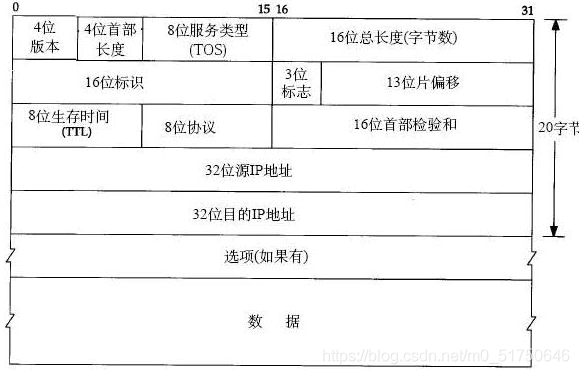 0 15 16 31
4位 4位首部 8位服务类型 16位总长度(字节数)
版本 长度 (TOS)
16位标识 3位 13位片偏移
标志
8位生存时间 8位协议 16位首部检验和
(TTL)
20字节
32位源IP地址
32位目的IP地址
选项(如果有)
数 据
https://blog.csdn.net/m0_51780646